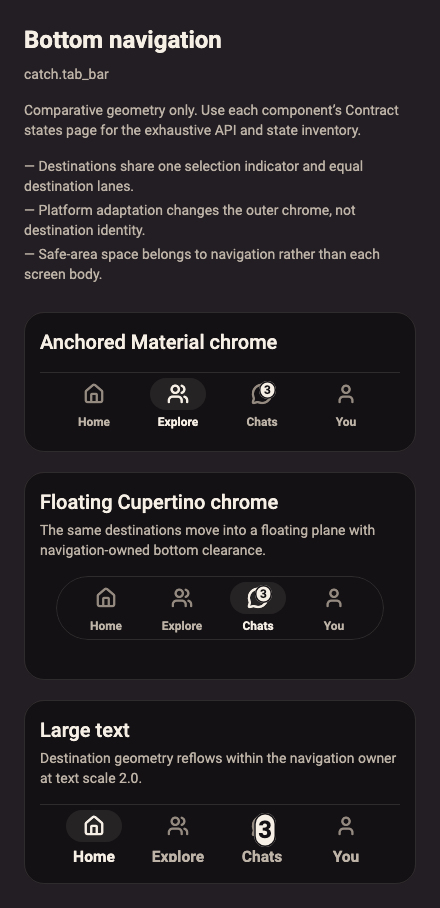 Bottom navigation
catch.tab_bar
Comparative geometry only. Use each component’s Contract
states page for the exhaustive API and state inventory.
— Destinations share one selection indicator and equal
destination lanes.
— Platform adaptation changes the outer chrome, not
destination identity.
— Safe-area space belongs to navigation rather than each
screen body.
Anchored Material chrome
3
Home Explore Chats You
Floating Cupertino chrome
The same destinations move into a floating plane with
navigation-owned bottom clearance.
3
Home Explore Chats You
Large text
Destination geometry reflows within the navigation owner
at text scale 2.0.
3
Home Explore Chats You